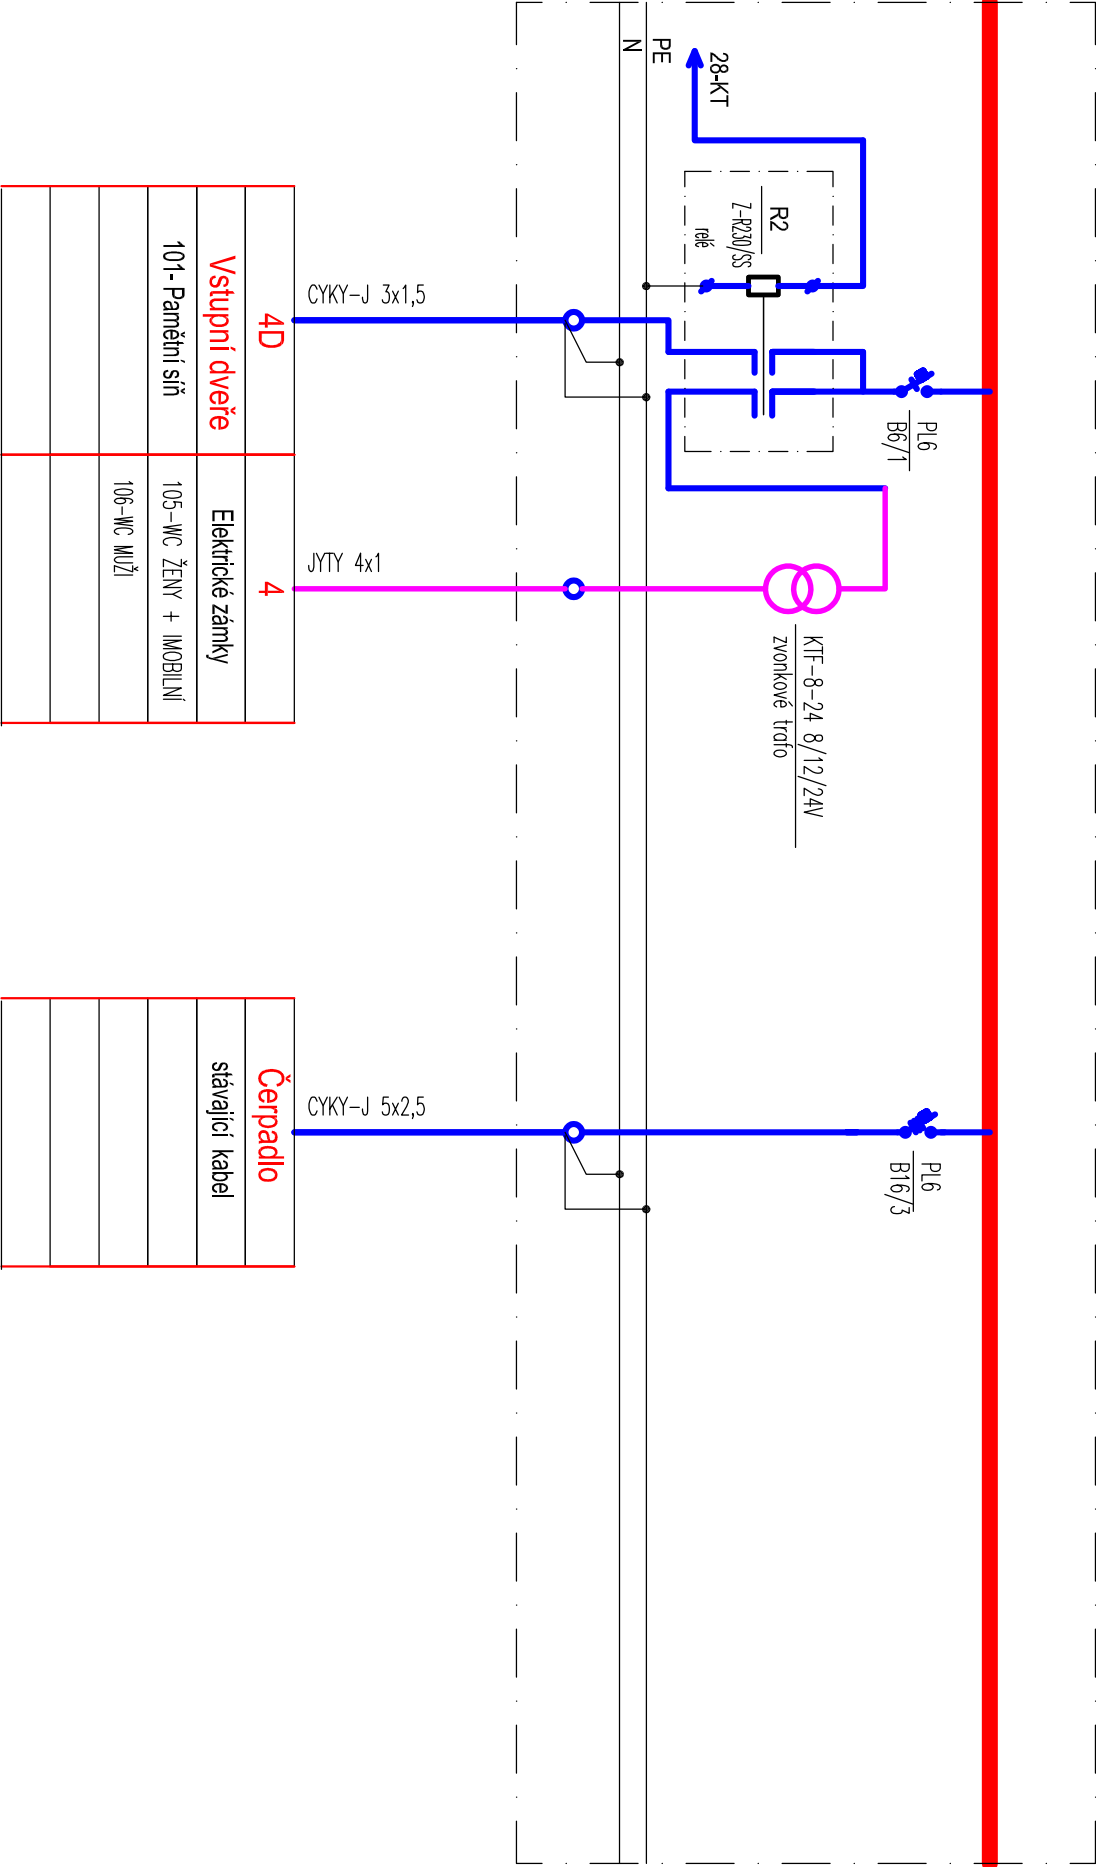 PL6
B6/1
PL6
B16/3
KTF-8-24 8/12/24V
zvonkové trafo
R2
Z-R230/SS
relé
28-KT
PE
N
CYKY-J 3x1,5
JYTY 4x1
CYKY-J 5x2,5
4D
Vstupní dveře
101- Pamětní síň
4
Elektrické zámky
105-WC ŽENY + IMOBILNÍ
106-WC MUŽI
Čerpadlo
stávající kabel